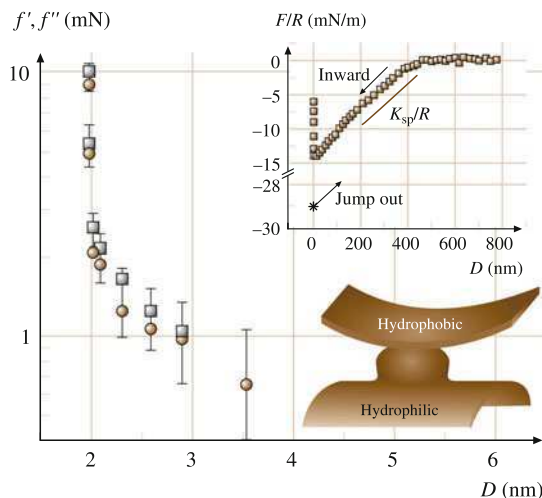 f′, f″ (mN)
10
1
2
3
4
5
6
D (nm)
F/R (mN/m)
0
−5
−10
−15
−28
−30
Inward
K_sp/R
Jump out
0 200 400 600 800
D (nm)
Hydrophobic
Hydrophilic